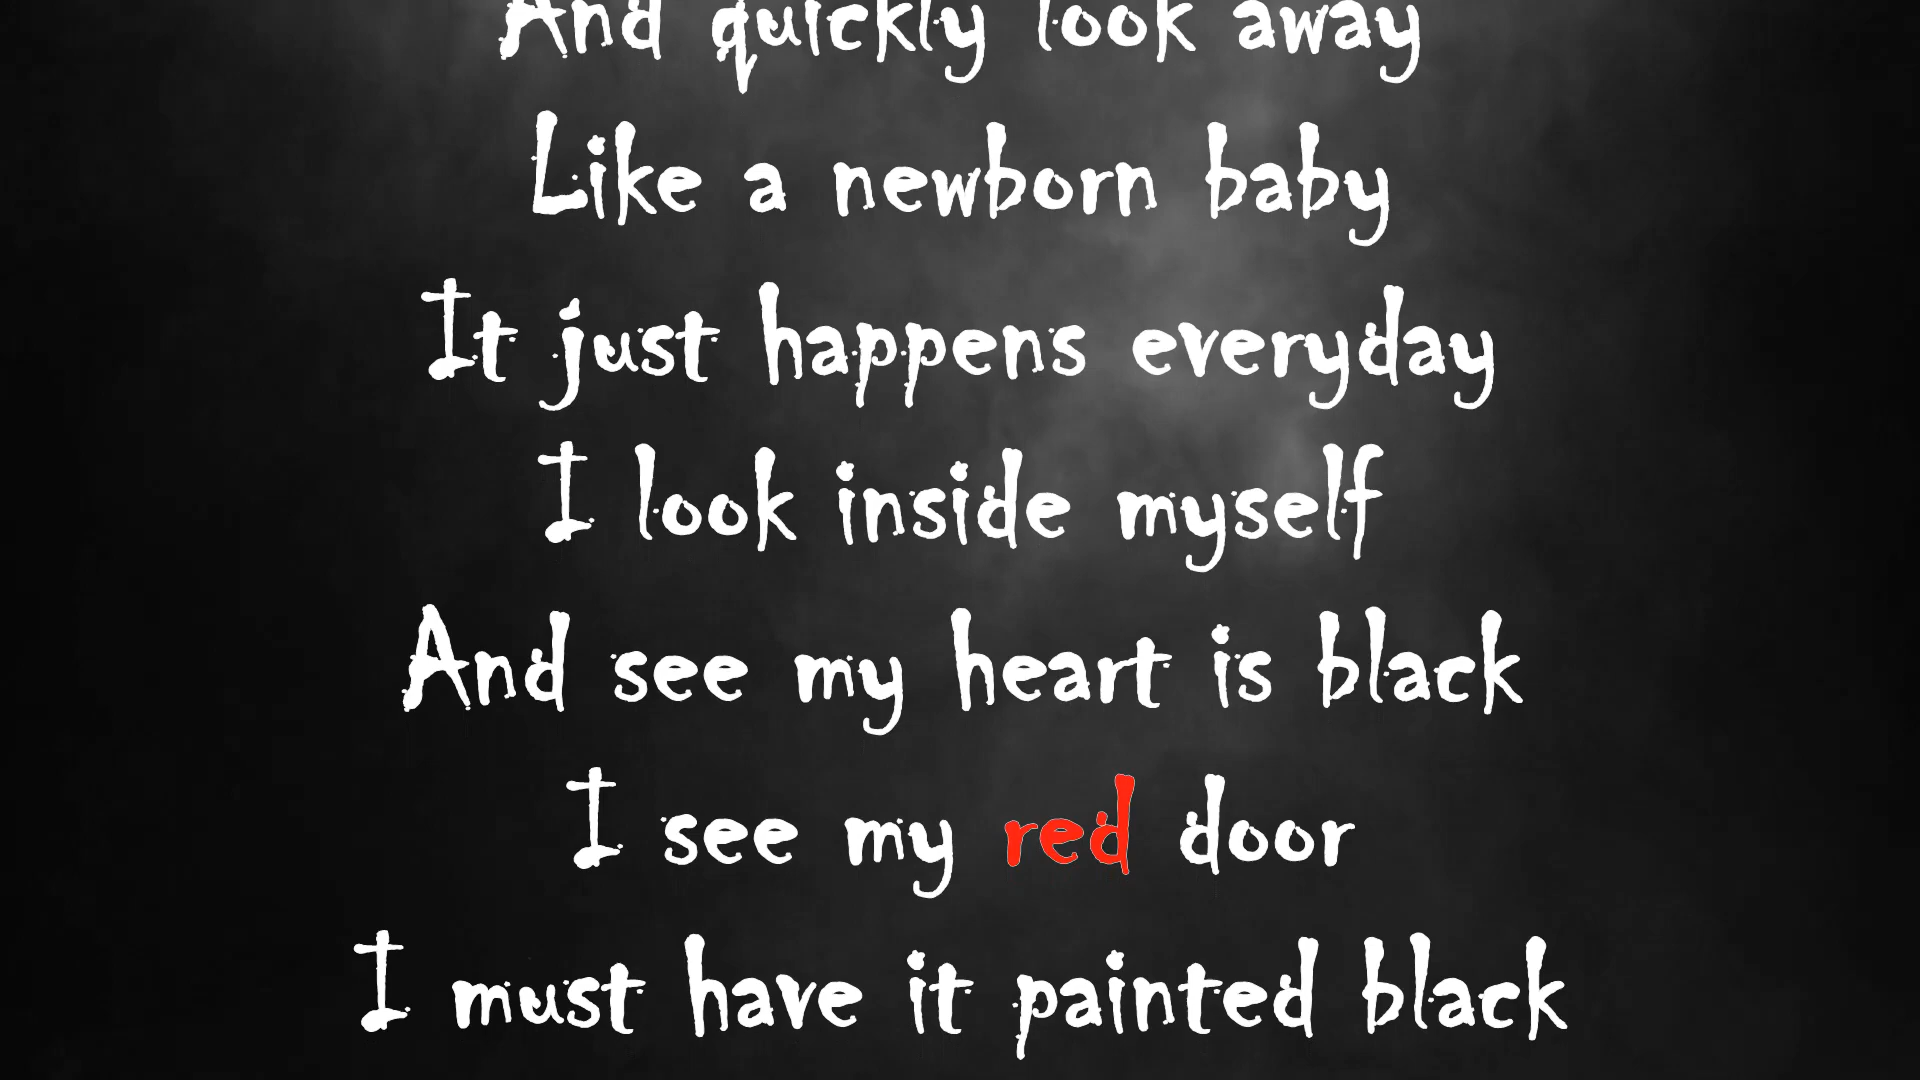 And quickly look away
Like a newborn baby
It just happens everyday
I look inside myself
And see my heart is black
I see my red door
I must have it painted black